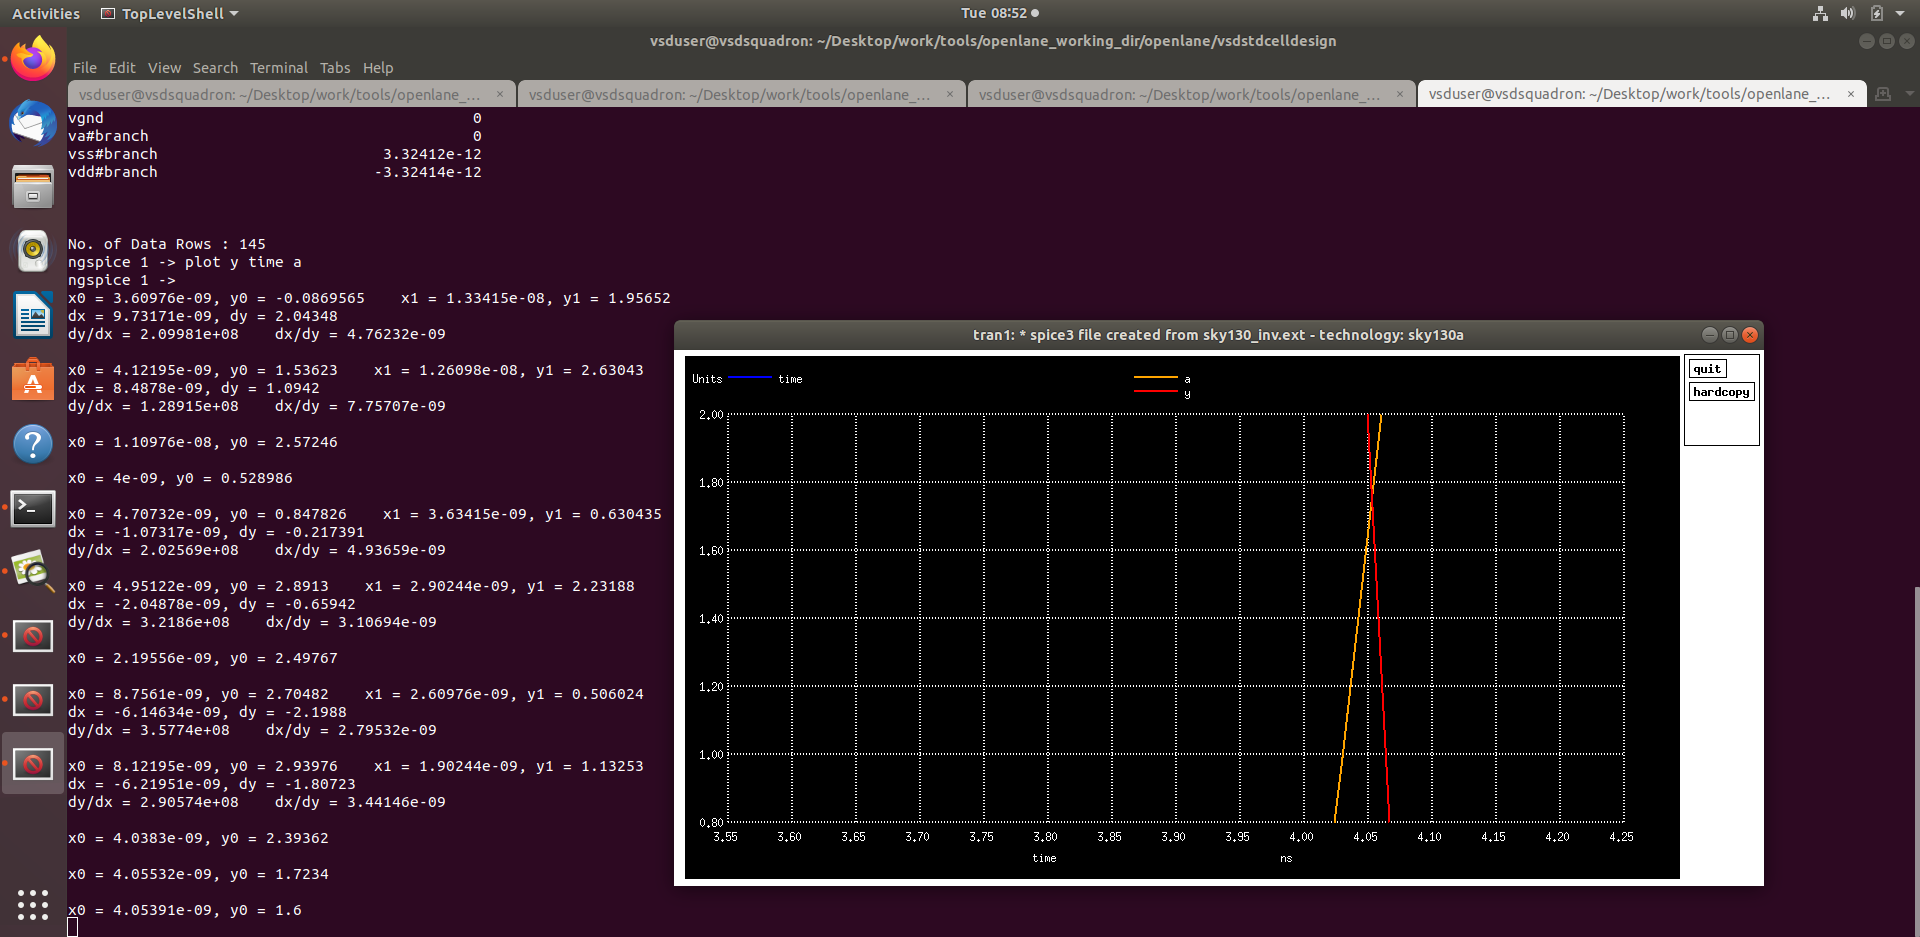 Activities TopLevelShell Tue 08:52
vsduser@vsdsquadron: ~/Desktop/work/tools/openlane_working_dir/openlane/vsdstdcelldesign
File Edit View Search Terminal Tabs Help
vsduser@vsdsquadron: ~/Desktop/work/tools/openlane_... × vsduser@vsdsquadron: ~/Desktop/work/tools/openlane_... × vsduser@vsdsquadron: ~/Desktop/work/tools/openlane_... × vsduser@vsdsquadron: ~/Desktop/work/tools/openlane_... ×
vgnd 0
va#branch 0
vss#branch 3.32412e-12
vdd#branch -3.32414e-12
No. of Data Rows : 145
ngspice 1 -> plot y time a
ngspice 1 ->
x0 = 3.60976e-09, y0 = -0.0869565 x1 = 1.33415e-08, y1 = 1.95652
dx = 9.73171e-09, dy = 2.04348
dy/dx = 2.09981e+08 dx/dy = 4.76232e-09
x0 = 4.12195e-09, y0 = 1.53623 x1 = 1.26098e-08, y1 = 2.63043
dx = 8.4878e-09, dy = 1.0942
dy/dx = 1.28915e+08 dx/dy = 7.75707e-09
x0 = 1.10976e-08, y0 = 2.57246
x0 = 4e-09, y0 = 0.528986
x0 = 4.70732e-09, y0 = 0.847826 x1 = 3.63415e-09, y1 = 0.630435
dx = -1.07317e-09, dy = -0.217391
dy/dx = 2.02569e+08 dx/dy = 4.93659e-09
x0 = 4.95122e-09, y0 = 2.8913 x1 = 2.90244e-09, y1 = 2.23188
dx = -2.04878e-09, dy = -0.65942
dy/dx = 3.2186e+08 dx/dy = 3.10694e-09
x0 = 2.19556e-09, y0 = 2.49767
x0 = 8.7561e-09, y0 = 2.70482 x1 = 2.60976e-09, y1 = 0.506024
dx = -6.14634e-09, dy = -2.1988
dy/dx = 3.5774e+08 dx/dy = 2.79532e-09
x0 = 8.12195e-09, y0 = 2.93976 x1 = 1.90244e-09, y1 = 1.13253
dx = -6.21951e-09, dy = -1.80723
dy/dx = 2.90574e+08 dx/dy = 3.44146e-09
x0 = 4.0383e-09, y0 = 2.39362
x0 = 4.05532e-09, y0 = 1.7234
x0 = 4.05391e-09, y0 = 1.6
tran1: * spice3 file created from sky130_inv.ext - technology: sky130a
quit
hardcopy
Units time a
y
2.00
1.80
1.60
1.40
1.20
1.00
0.80
3.55 3.60 3.65 3.70 3.75 3.80 3.85 3.90 3.95 4.00 4.05 4.10 4.15 4.20 4.25
time ns